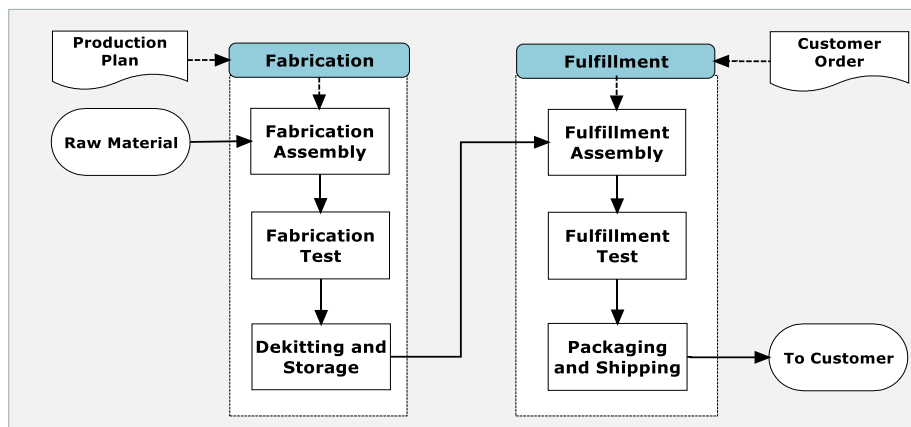 Production
Plan
Fabrication
Fulfillment
Customer
Order
Raw Material
Fabrication
Assembly
Fulfillment
Assembly
Fabrication
Test
Fulfillment
Test
Dekitting and
Storage
Packaging
and Shipping
To Customer